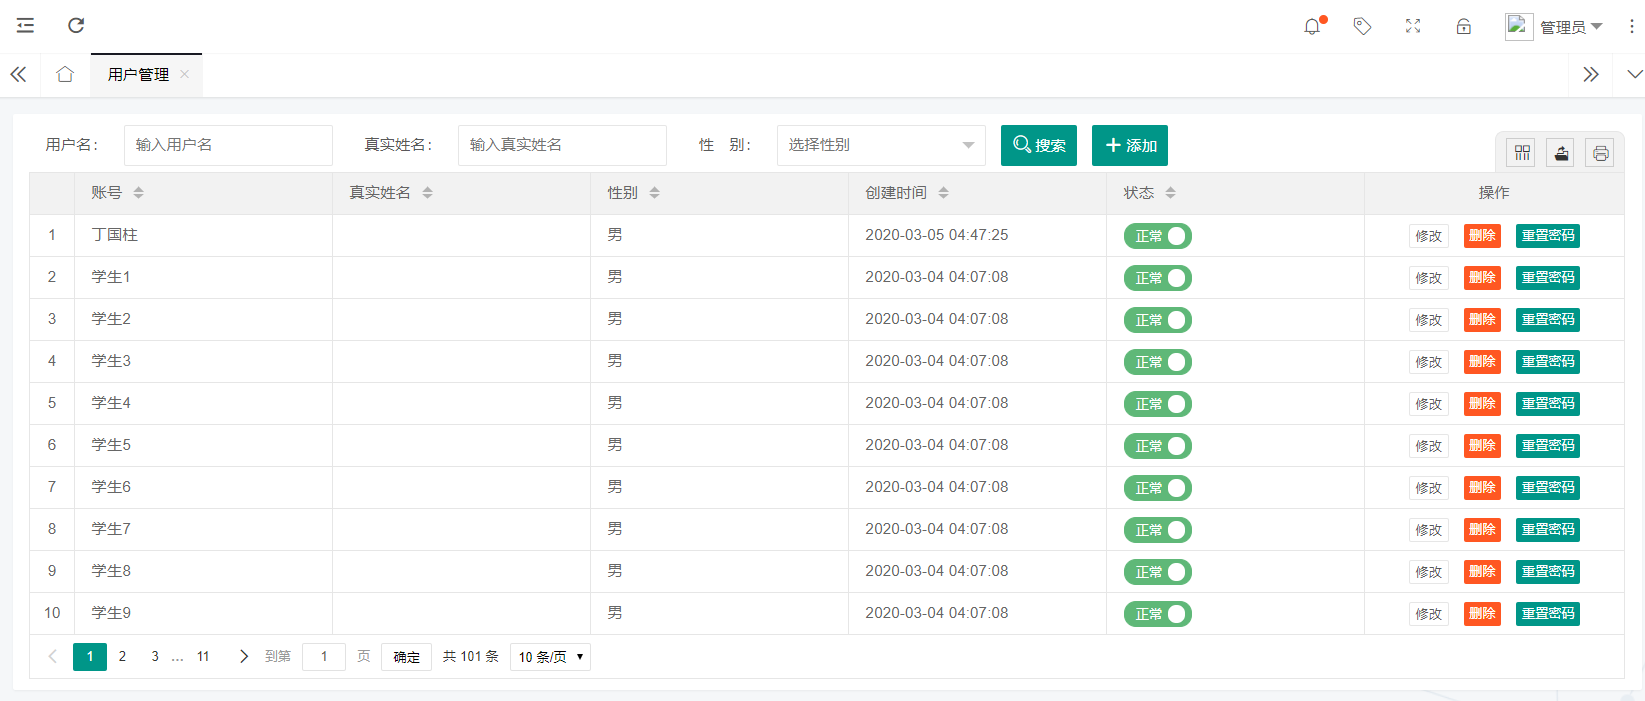 管理员
用户管理
用户名： 输入用户名 真实姓名： 输入真实姓名 性 别： 选择性别 搜索 添加
账号 真实姓名 性别 创建时间 状态 操作
1 丁国柱 男 2020-03-05 04:47:25 正常 修改 删除 重置密码
2 学生1 男 2020-03-04 04:07:08 正常 修改 删除 重置密码
3 学生2 男 2020-03-04 04:07:08 正常 修改 删除 重置密码
4 学生3 男 2020-03-04 04:07:08 正常 修改 删除 重置密码
5 学生4 男 2020-03-04 04:07:08 正常 修改 删除 重置密码
6 学生5 男 2020-03-04 04:07:08 正常 修改 删除 重置密码
7 学生6 男 2020-03-04 04:07:08 正常 修改 删除 重置密码
8 学生7 男 2020-03-04 04:07:08 正常 修改 删除 重置密码
9 学生8 男 2020-03-04 04:07:08 正常 修改 删除 重置密码
10 学生9 男 2020-03-04 04:07:08 正常 修改 删除 重置密码
1 2 3 … 11 到第 1 页 确定 共 101 条 10 条/页